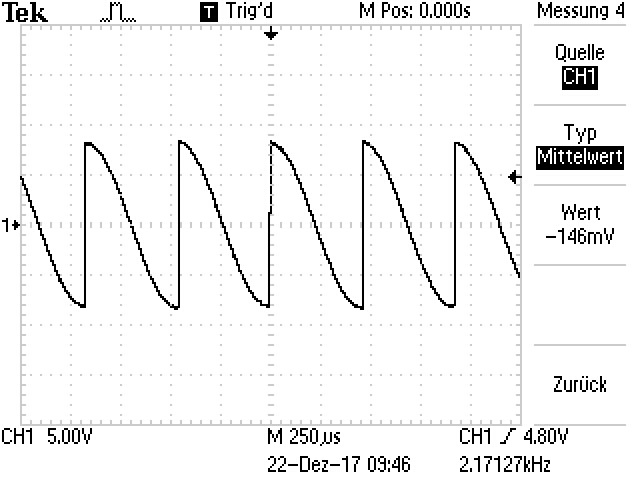 Tek
T Trig'd
M Pos: 0.000s
Messung 4
Quelle
CH1
Typ
Mittelwert
Wert
-146mV
Zurück
1
CH1 5.00V
M 250µs
CH1 4.80V
22-Dez-17 09:46
2.17127kHz